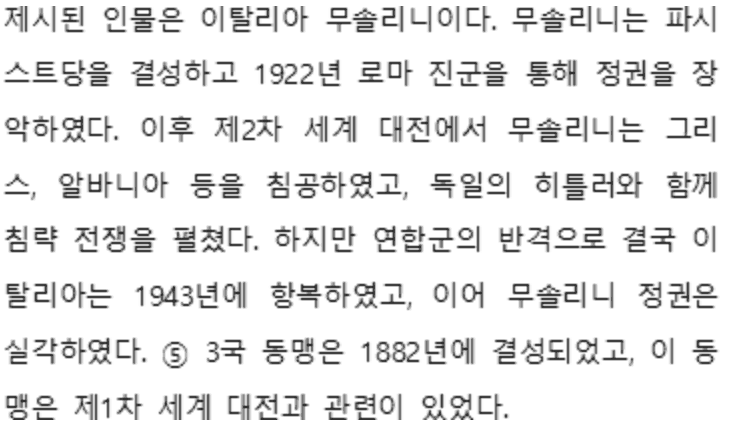 제시된 인물은 이탈리아 무솔리니이다. 무솔리니는 파시
스트당을 결성하고 1922년 로마 진군을 통해 정권을 장
악하였다. 이후 제2차 세계 대전에서 무솔리니는 그리
스, 알바니아 등을 침공하였고, 독일의 히틀러와 함께
침략 전쟁을 펼쳤다. 하지만 연합군의 반격으로 결국 이
탈리아는 1943년에 항복하였고, 이어 무솔리니 정권은
실각하였다. ⑤ 3국 동맹은 1882년에 결성되었고, 이 동
맹은 제1차 세계 대전과 관련이 있었다.